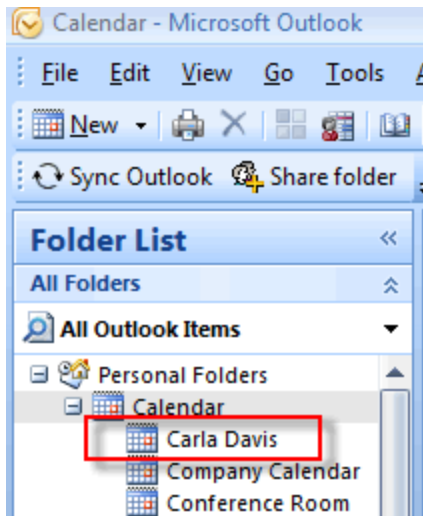 Calendar - Microsoft Outlook
File Edit View Go Tools
New
Sync Outlook Share folder
Folder List
All Folders
All Outlook Items
Personal Folders
Calendar
Carla Davis
Company Calendar
Conference Room